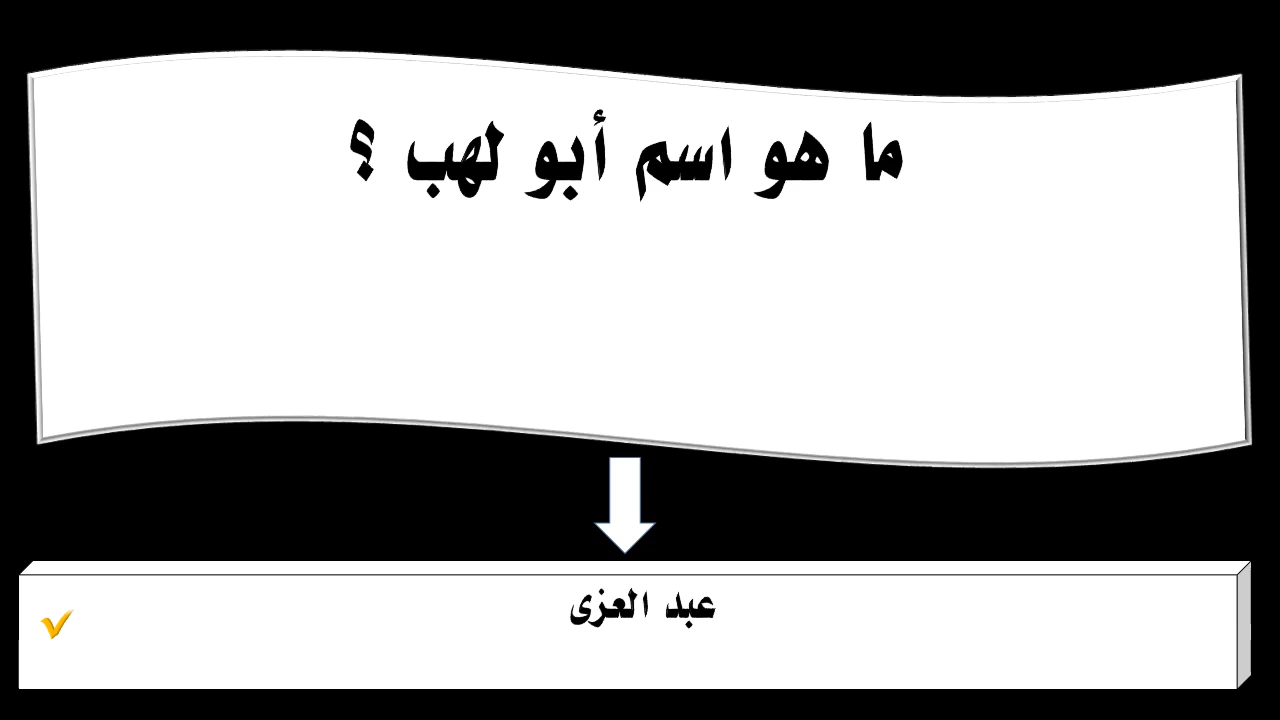 ما هو اسم أبو لهب ؟
عبد العزى